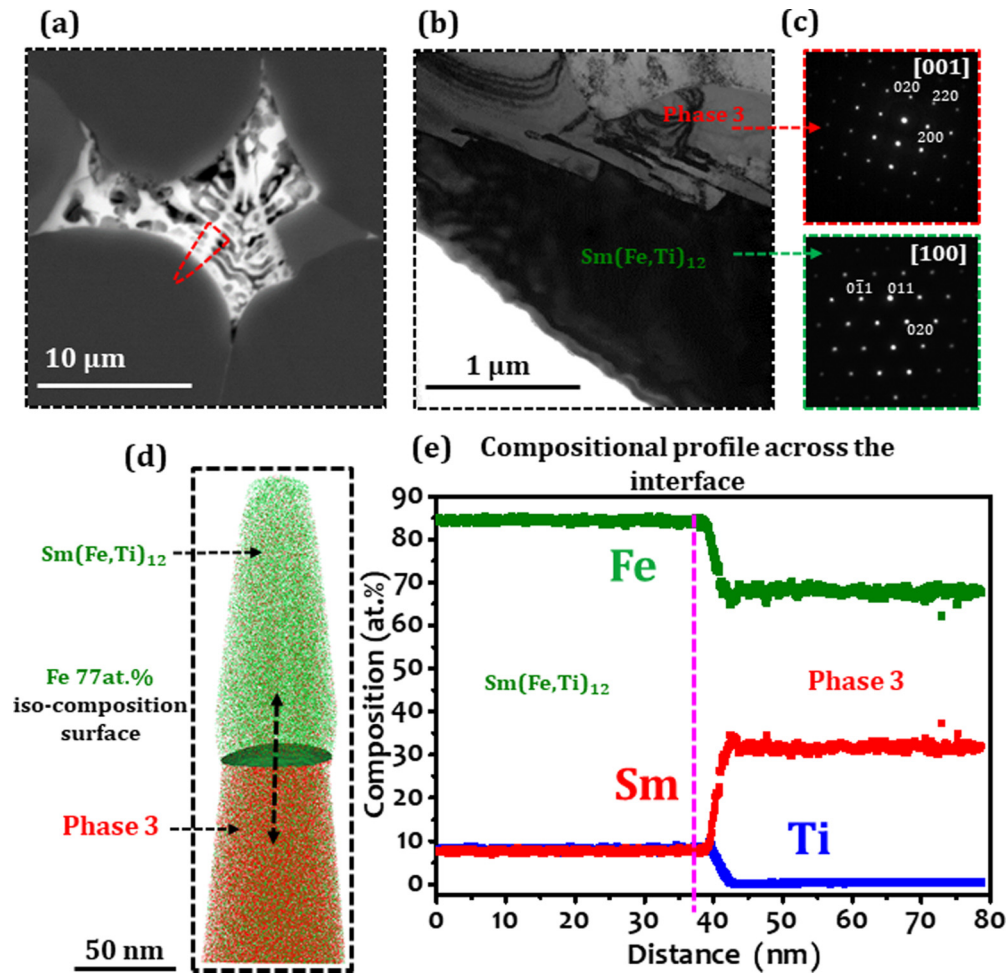 (a)
10 μm
(b)
Phase 3
Sm(Fe,Ti)₁₂
1 μm
(c)
[001]
020
220
200
[100]
01̅1
011
020
(d)
Sm(Fe,Ti)₁₂
Fe 77at.%
iso-composition
surface
Phase 3
50 nm
(e)
Compositional profile across the
interface
Composition (at.%)
90
80
70
60
50
40
30
20
10
0
Fe
Sm(Fe,Ti)₁₂
Phase 3
Sm
Ti
0 10 20 30 40 50 60 70 80
Distance (nm)